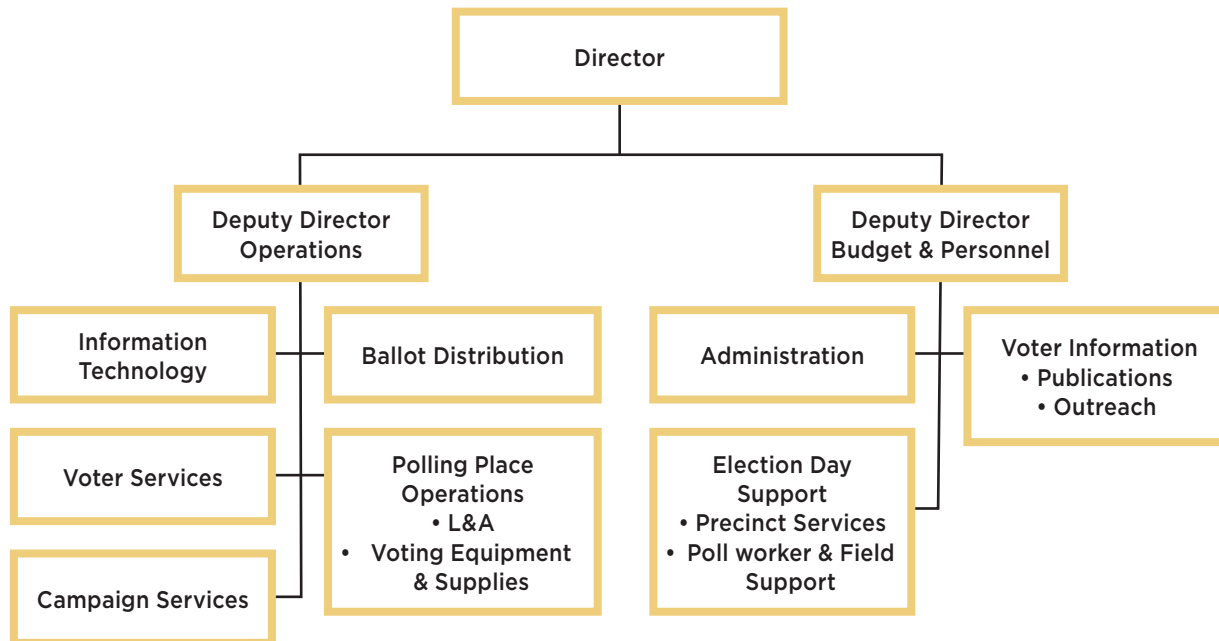 Director
Deputy Director
Operations
Deputy Director
Budget & Personnel
Information
Technology
Ballot Distribution
Administration
Voter Information
• Publications
• Outreach
Voter Services
Polling Place
Operations
• L&A
• Voting Equipment
& Supplies
Election Day
Support
• Precinct Services
• Poll worker & Field
Support
Campaign Services